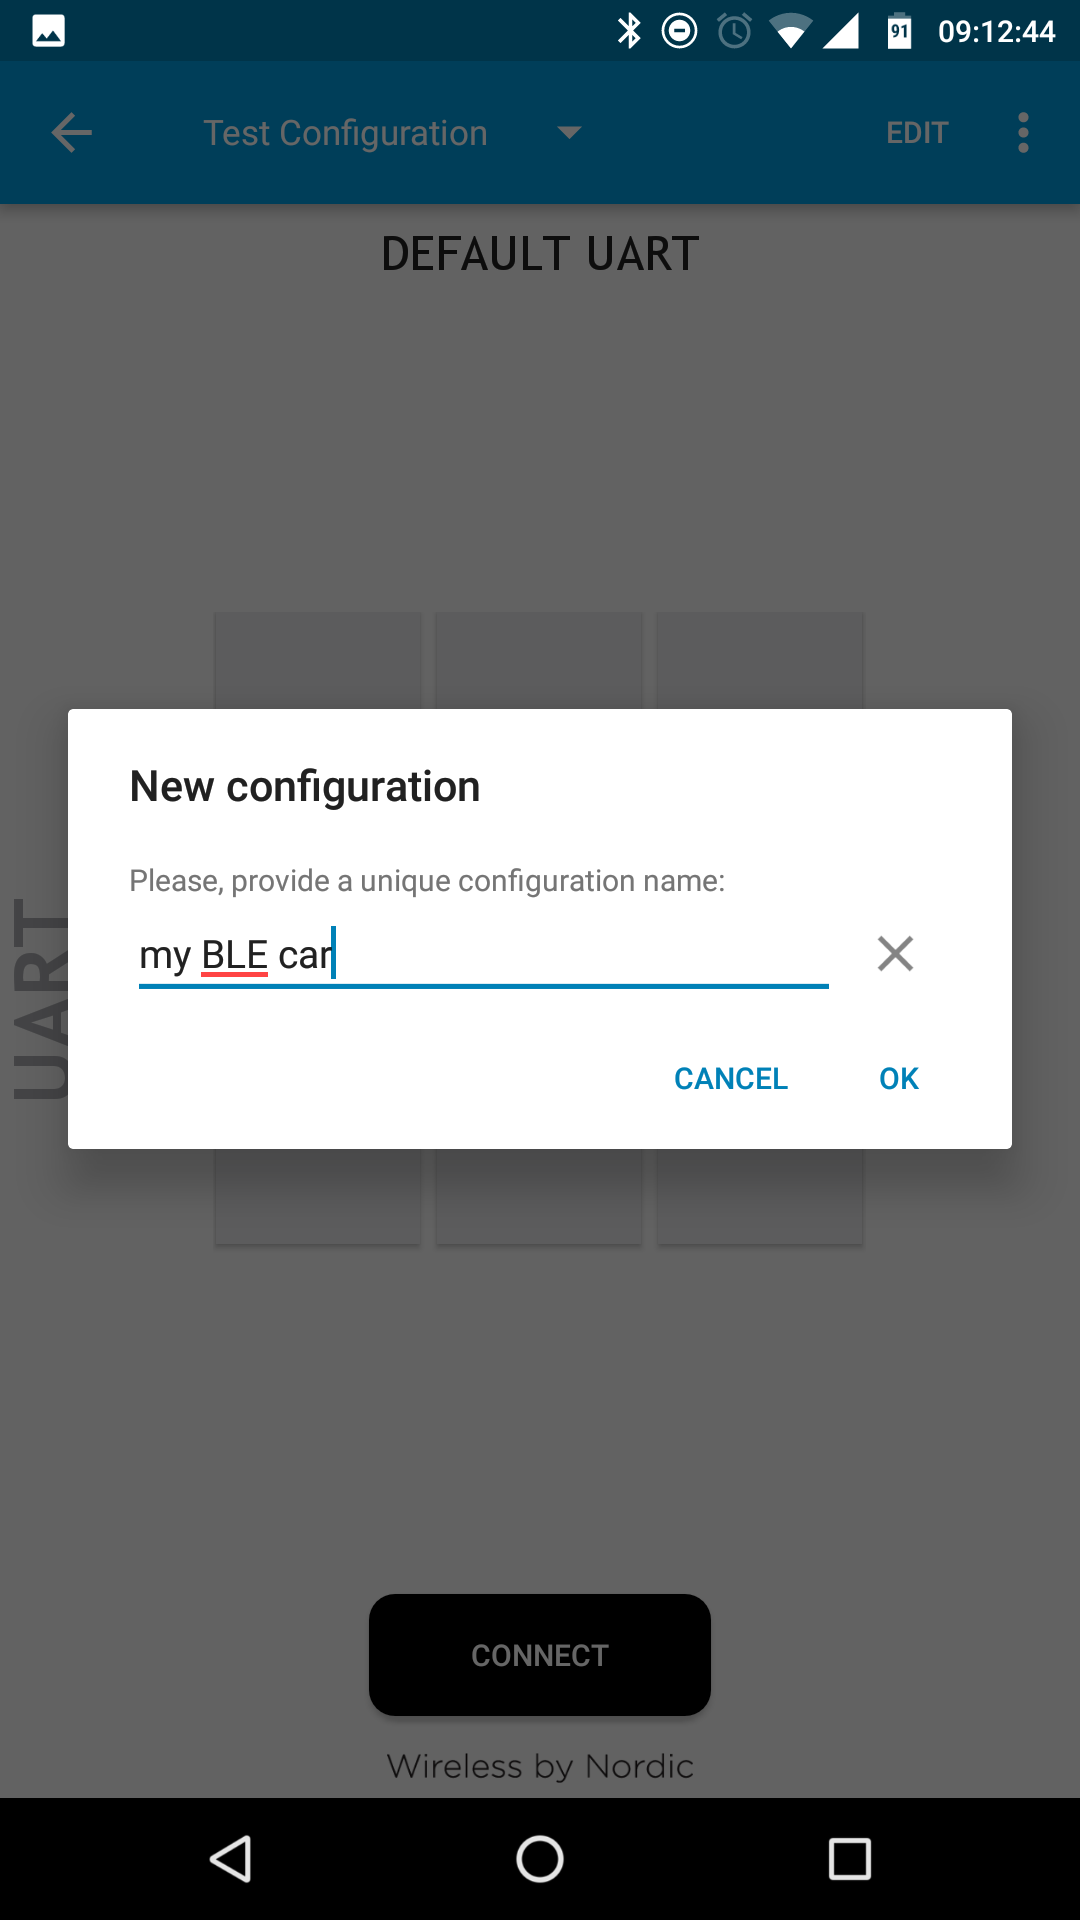 91 09:12:44
Test Configuration EDIT
DEFAULT UART
New configuration
Please, provide a unique configuration name:
my BLE car
UART
CANCEL OK
CONNECT
Wireless by Nordic